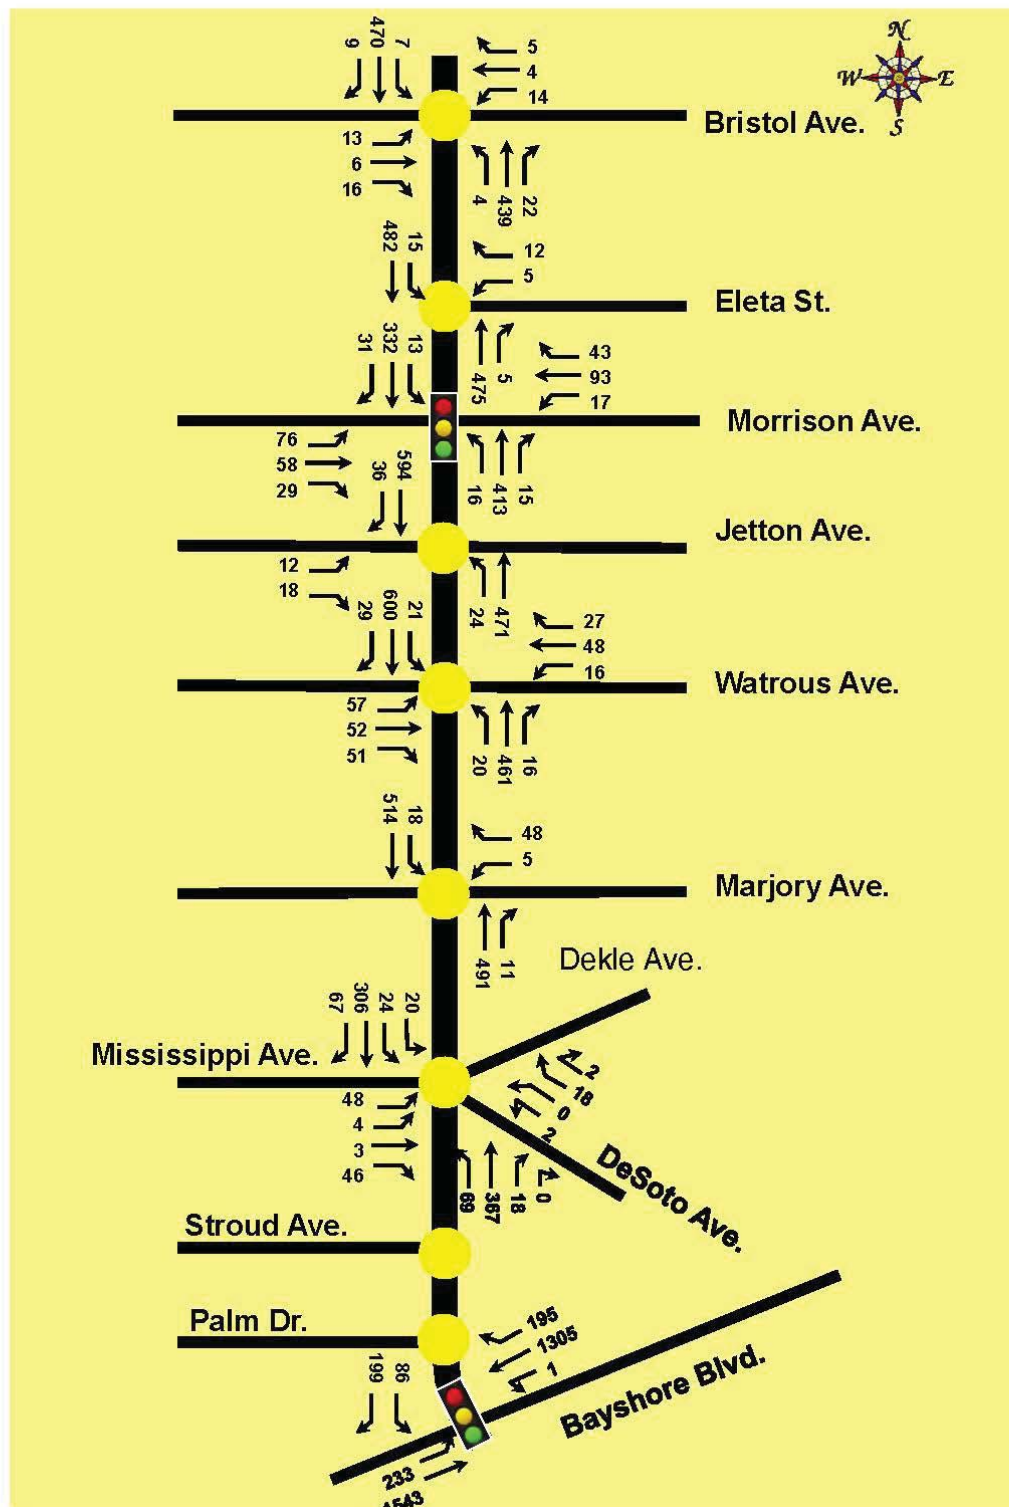 N
W E
S
9 470 7
5
4
14
Bristol Ave.
13
6
16
4 439 22
482 15
12
5
Eleta St.
475 5
31 332 13
43
93
17
Morrison Ave.
76
58
29
16 413 15
36 594
Jetton Ave.
12
18
24 471
29 600 21
27
48
16
Watrous Ave.
57
52
51
20 461 16
514 18
48
5
Marjory Ave.
491 11
Dekle Ave.
67 306 24 20
Mississippi Ave.
2
18
0
2
48
4
3
46
69 367 18 0
DeSoto Ave.
Stroud Ave.
Palm Dr.
195
1305
1
199 86
Bayshore Blvd.
233
1543